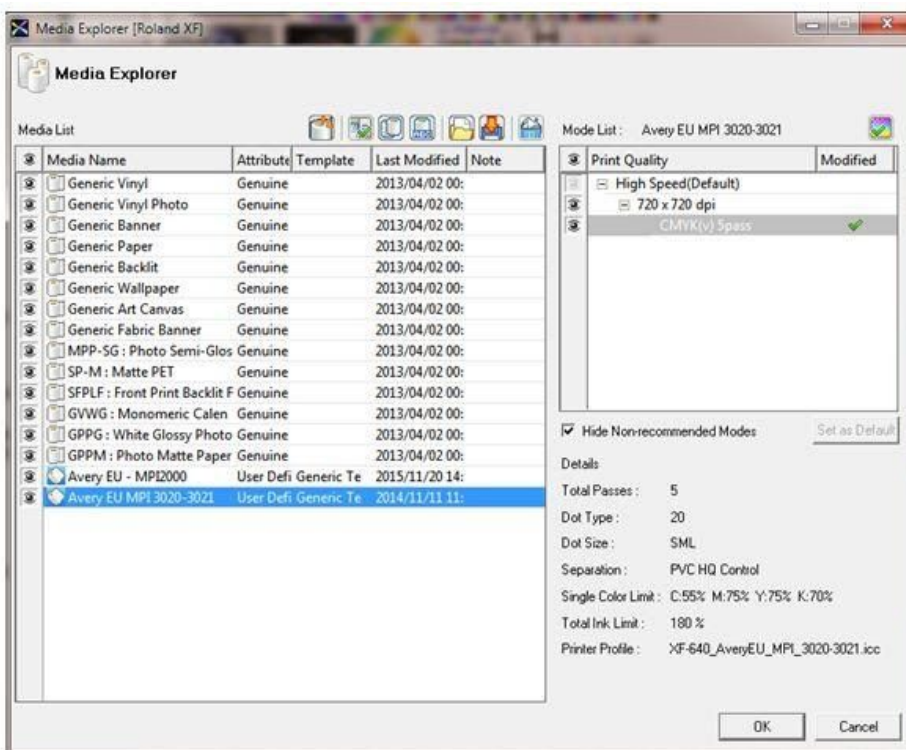 Media Explorer [Roland XF]
Media Explorer
Media List
Mode List : Avery EU MPI 3020-3021
Media Name Attribute Template Last Modified Note
Print Quality Modified
Generic Vinyl Genuine 2013/04/02 00:
High Speed(Default)
Generic Vinyl Photo Genuine 2013/04/02 00:
720 x 720 dpi
Generic Banner Genuine 2013/04/02 00:
CMYK(v) 5pass
Generic Paper Genuine 2013/04/02 00:
Generic Backlit Genuine 2013/04/02 00:
Generic Wallpaper Genuine 2013/04/02 00:
Generic Art Canvas Genuine 2013/04/02 00:
Generic Fabric Banner Genuine 2013/04/02 00:
MPP-SG : Photo Semi-Glos Genuine 2013/04/02 00:
SP-M : Matte PET Genuine 2013/04/02 00:
SFPLF : Front Print Backlit F Genuine 2013/04/02 00:
GVWG : Monomeric Calen Genuine 2013/04/02 00:
GPPG : White Glossy Photo Genuine 2013/04/02 00:
GPPM : Photo Matte Paper Genuine 2013/04/02 00:
Avery EU - MPI2000 User Defi Generic Te 2015/11/20 14:
Avery EU MPI 3020-3021 User Defi Generic Te 2014/11/11 11:
Hide Non-recommended Modes
Set as Default
Details
Total Passes : 5
Dot Type : 20
Dot Size : SML
Separation : PVC HQ Control
Single Color Limit : C:55% M:75% Y:75% K:70%
Total Ink Limit : 180 %
Printer Profile : XF-640_AveryEU_MPI_3020-3021.icc
OK
Cancel